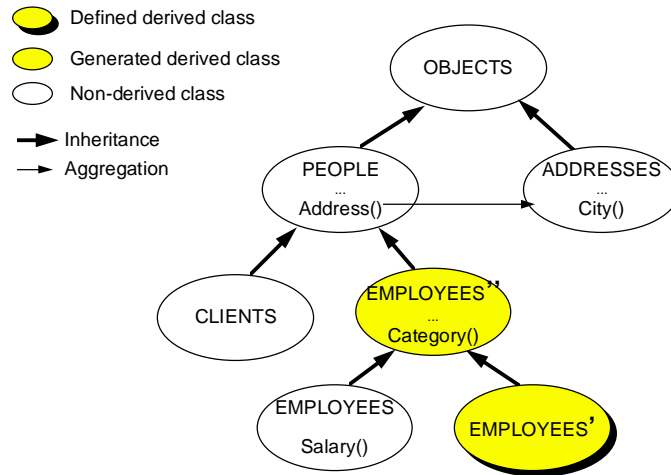 Defined derived class
Generated derived class
Non-derived class
Inheritance
Aggregation
OBJECTS
PEOPLE
...
Address()
ADDRESSES
...
City()
CLIENTS
EMPLOYEES’’
...
Category()
EMPLOYEES
Salary()
EMPLOYEES’